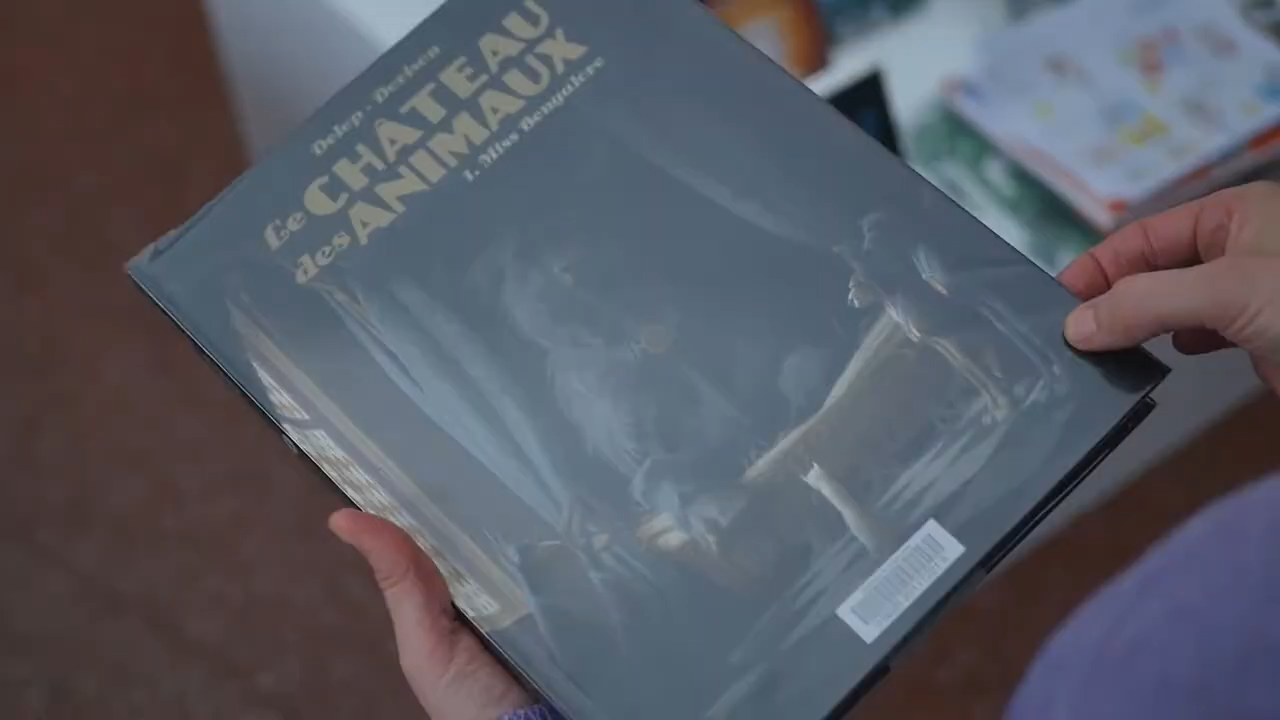 Delep · Dorison
Le CHÂTEAU
des ANIMAUX
1. Miss Bengalore